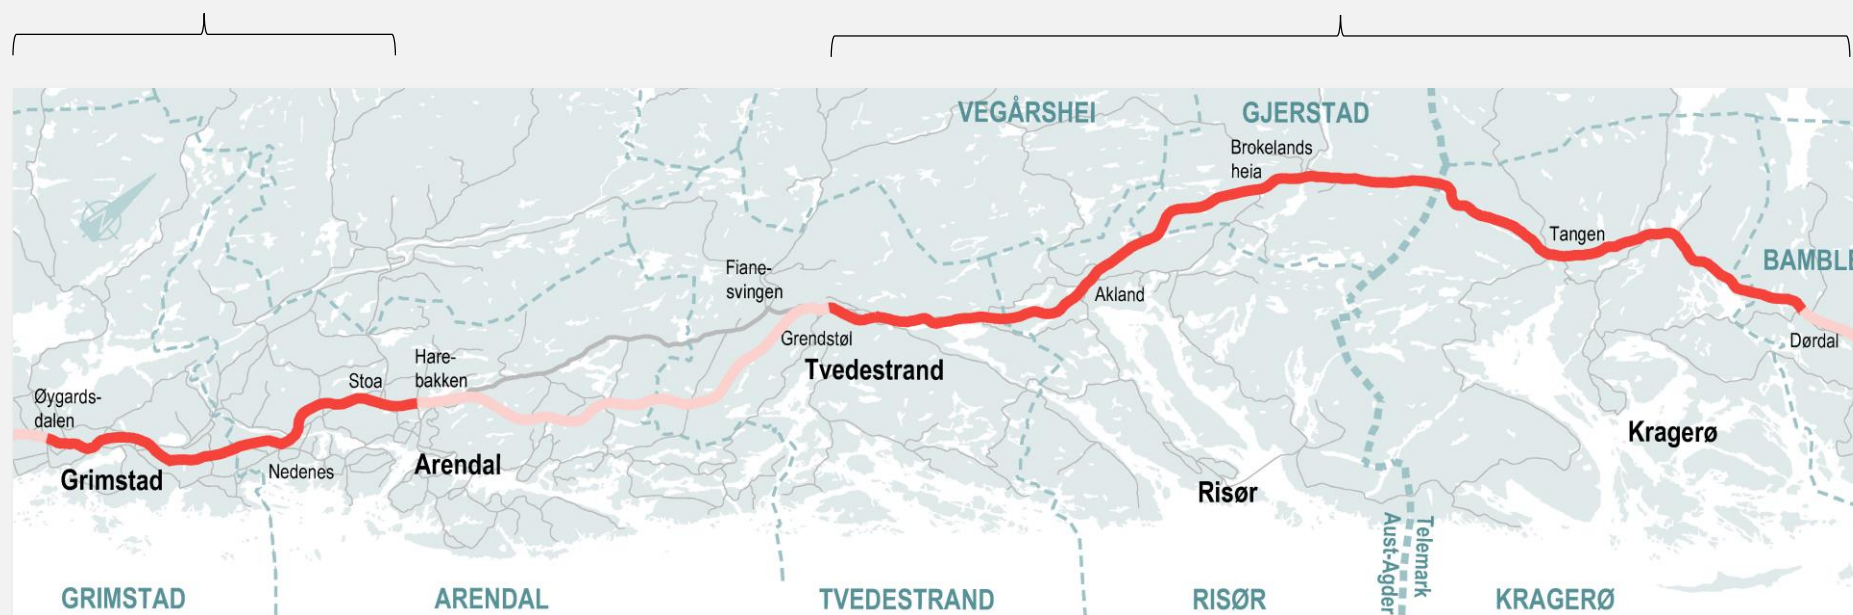 VEGÅRSHEI
GJERSTAD
Brokelands
heia
Tangen
BAMBLE
Fiane-
svingen
Akland
Grendstøl
Dørdal
Hare-
bakken
Tvedestrand
Stoa
Øygards-
dalen
Kragerø
Grimstad
Nedenes
Arendal
Risør
Telemark
Aust-Agder
GRIMSTAD
ARENDAL
TVEDESTRAND
RISØR
KRAGERØ